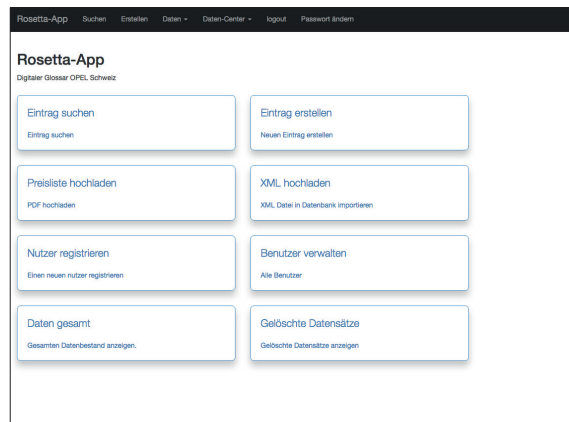 Rosetta-App Suchen Erstellen Daten Daten-Center logout Passwort ändern
Rosetta-App
Digitaler Glossar OPEL Schweiz
Eintrag suchen
Eintrag suchen
Eintrag erstellen
Neuen Eintrag erstellen
Preisliste hochladen
PDF hochladen
XML hochladen
XML Datei in Datenbank importieren
Nutzer registrieren
Einen neuen nutzer registrieren
Benutzer verwalten
Alle Benutzer
Daten gesamt
Gesamten Datenbestand anzeigen.
Gelöschte Datensätze
Gelöschte Datensätze anzeigen